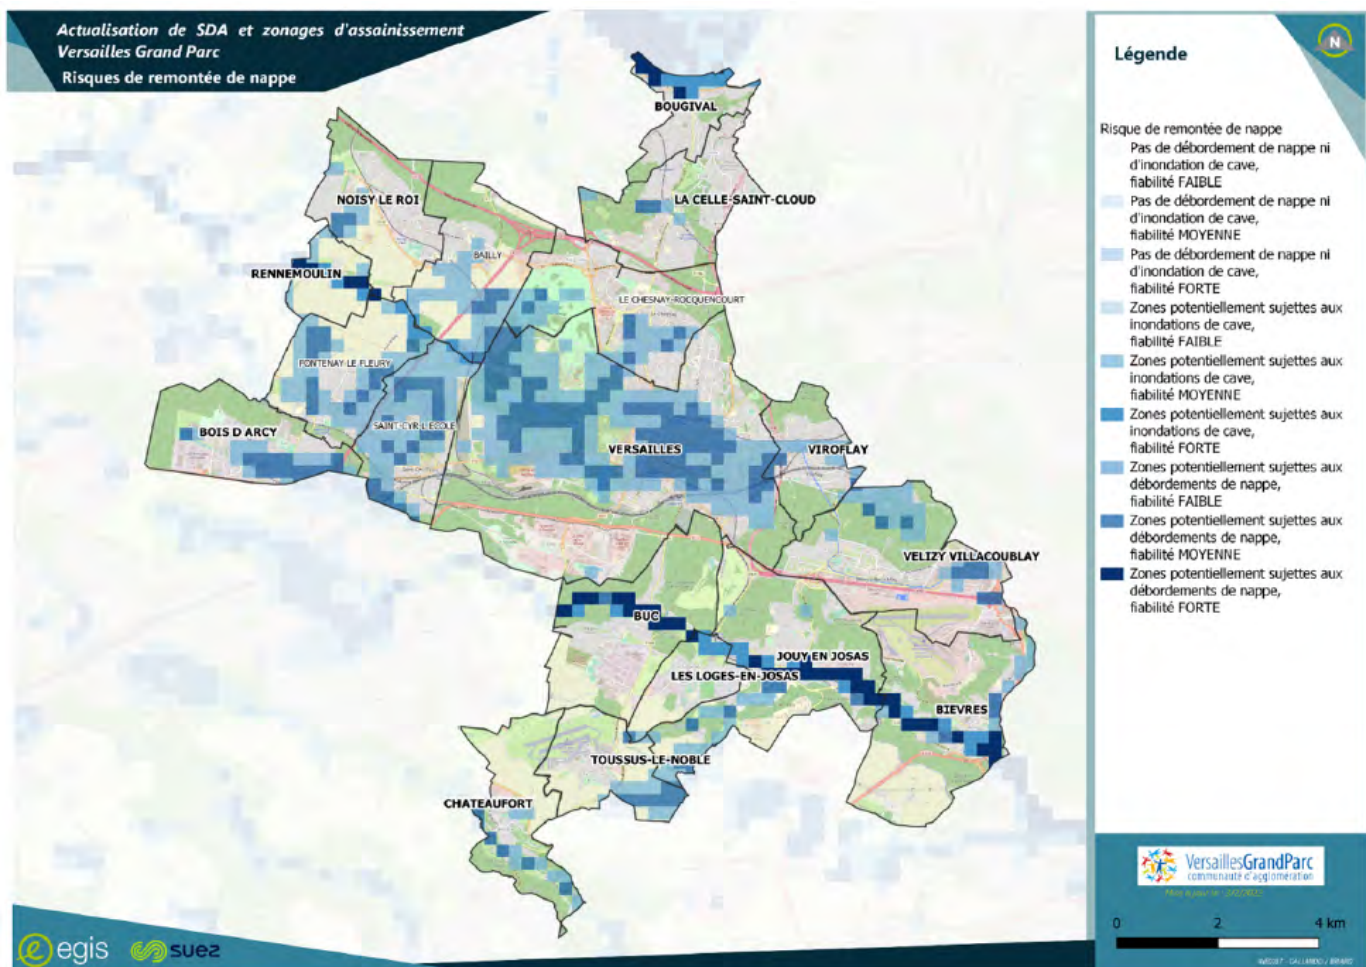 Actualisation de SDA et zonages d'assainissement
Versailles Grand Parc
Risques de remontée de nappe
N
Légende
Risque de remontée de nappe
Pas de débordement de nappe ni
d'inondation de cave,
fiabilité FAIBLE
Pas de débordement de nappe ni
d'inondation de cave,
fiabilité MOYENNE
Pas de débordement de nappe ni
d'inondation de cave,
fiabilité FORTE
Zones potentiellement sujettes aux
inondations de cave,
fiabilité FAIBLE
Zones potentiellement sujettes aux
inondations de cave,
fiabilité MOYENNE
Zones potentiellement sujettes aux
inondations de cave,
fiabilité FORTE
Zones potentiellement sujettes aux
débordements de nappe,
fiabilité FAIBLE
Zones potentiellement sujettes aux
débordements de nappe,
fiabilité MOYENNE
Zones potentiellement sujettes aux
débordements de nappe,
fiabilité FORTE
BOUGIVAL
NOISY LE ROI
LA CELLE-SAINT-CLOUD
BAILLY
RENNEMOULIN
LE CHESNAY-ROCQUENCOURT
FONTENAY-LE-FLEURY
SAINT-CYR-L'ECOLE
BOIS D ARCY
VERSAILLES
VIROFLAY
VELIZY VILLACOUBLAY
BUC
JOUY EN JOSAS
LES LOGES-EN-JOSAS
BIEVRES
TOUSSUS-LE-NOBLE
CHATEAUFORT
VersaillesGrandParc
communauté d'agglomération
0 2 4 km
egis
suez